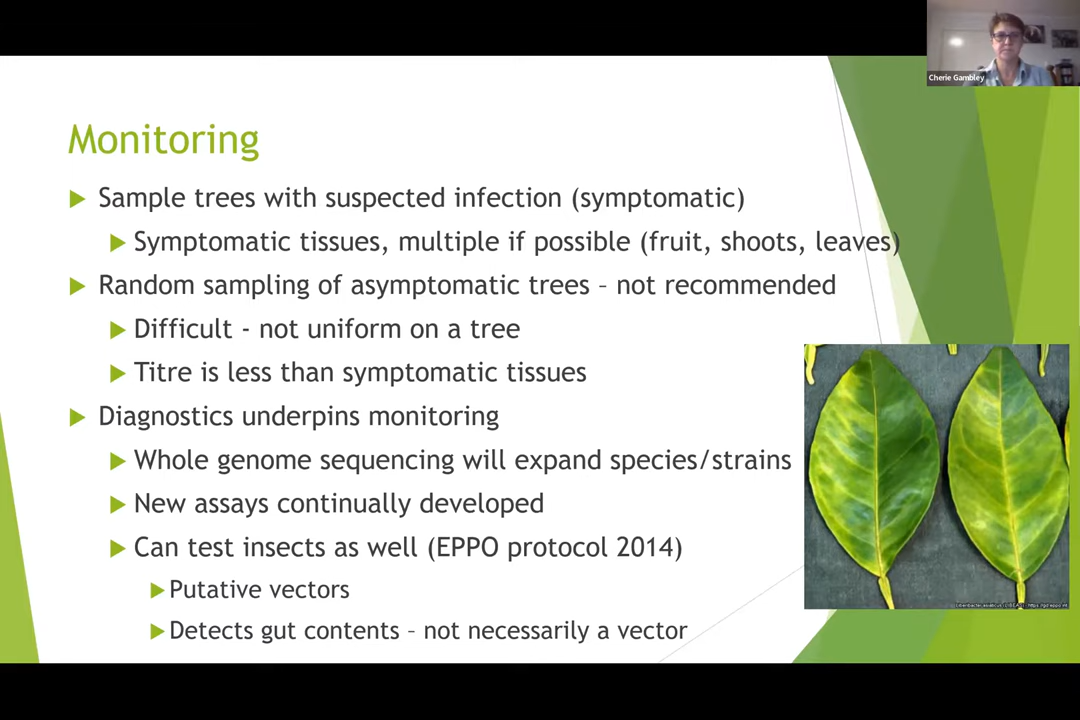 Cherie Gambley
Monitoring
Sample trees with suspected infection (symptomatic)
Symptomatic tissues, multiple if possible (fruit, shoots, leaves)
Random sampling of asymptomatic trees – not recommended
Difficult - not uniform on a tree
Titre is less than symptomatic tissues
Diagnostics underpins monitoring
Whole genome sequencing will expand species/strains
New assays continually developed
Can test insects as well (EPPO protocol 2014)
Putative vectors
Detects gut contents – not necessarily a vector